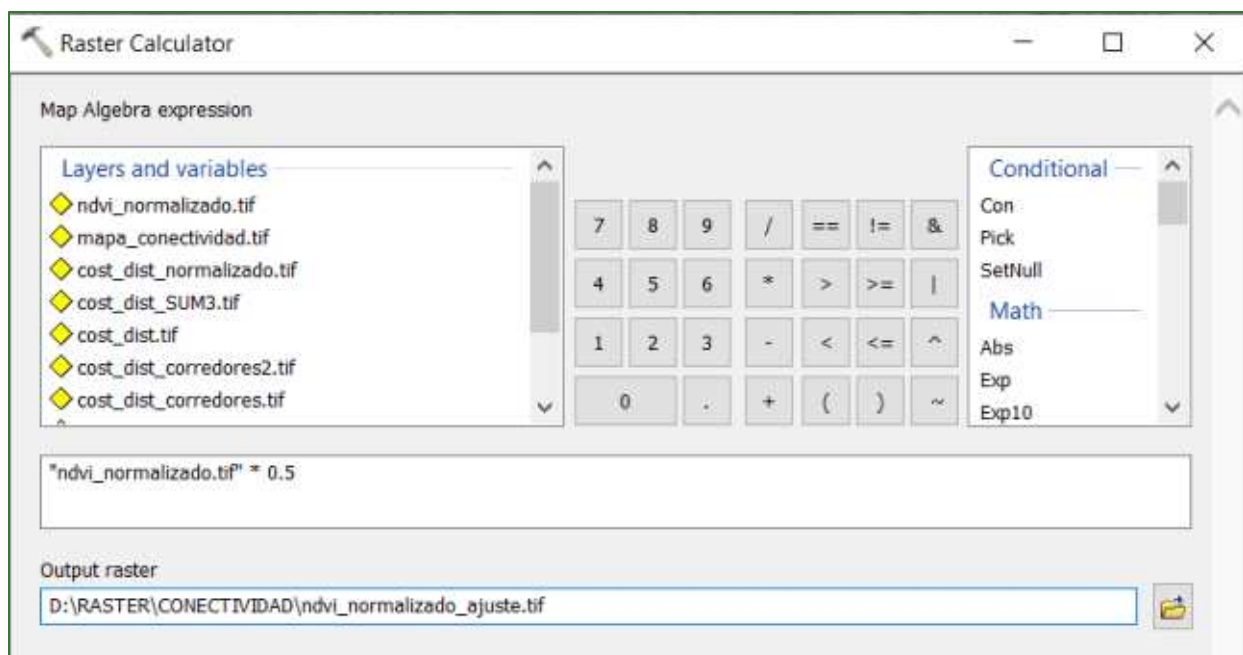 Raster Calculator
Map Algebra expression
Layers and variables
ndvi_normalizado.tif
mapa_conectividad.tif
cost_dist_normalizado.tif
cost_dist_SUM3.tif
cost_dist.tif
cost_dist_corredores2.tif
cost_dist_corredores.tif
7 8 9 / == != &
4 5 6 * > >= |
1 2 3 - < <= ^
0 . + ( ) ~
Conditional
Con
Pick
SetNull
Math
Abs
Exp
Exp10
"ndvi_normalizado.tif" * 0.5
Output raster
D:\RASTER\CONECTIVIDAD\ndvi_normalizado_ajuste.tif